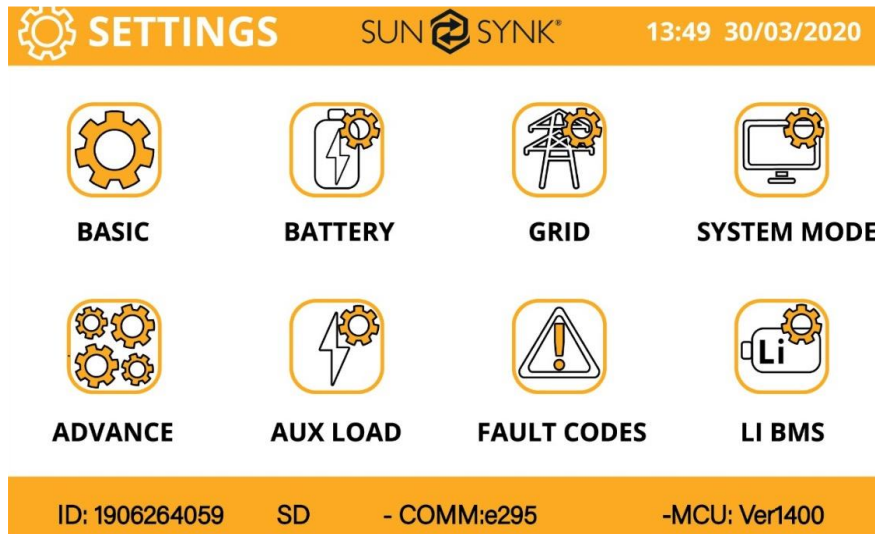 SETTINGS SUN SYNK® 13:49 30/03/2020
BASIC BATTERY GRID SYSTEM MODE
Li
ADVANCE AUX LOAD FAULT CODES LI BMS
ID: 1906264059 SD - COMM:e295 -MCU: Ver1400